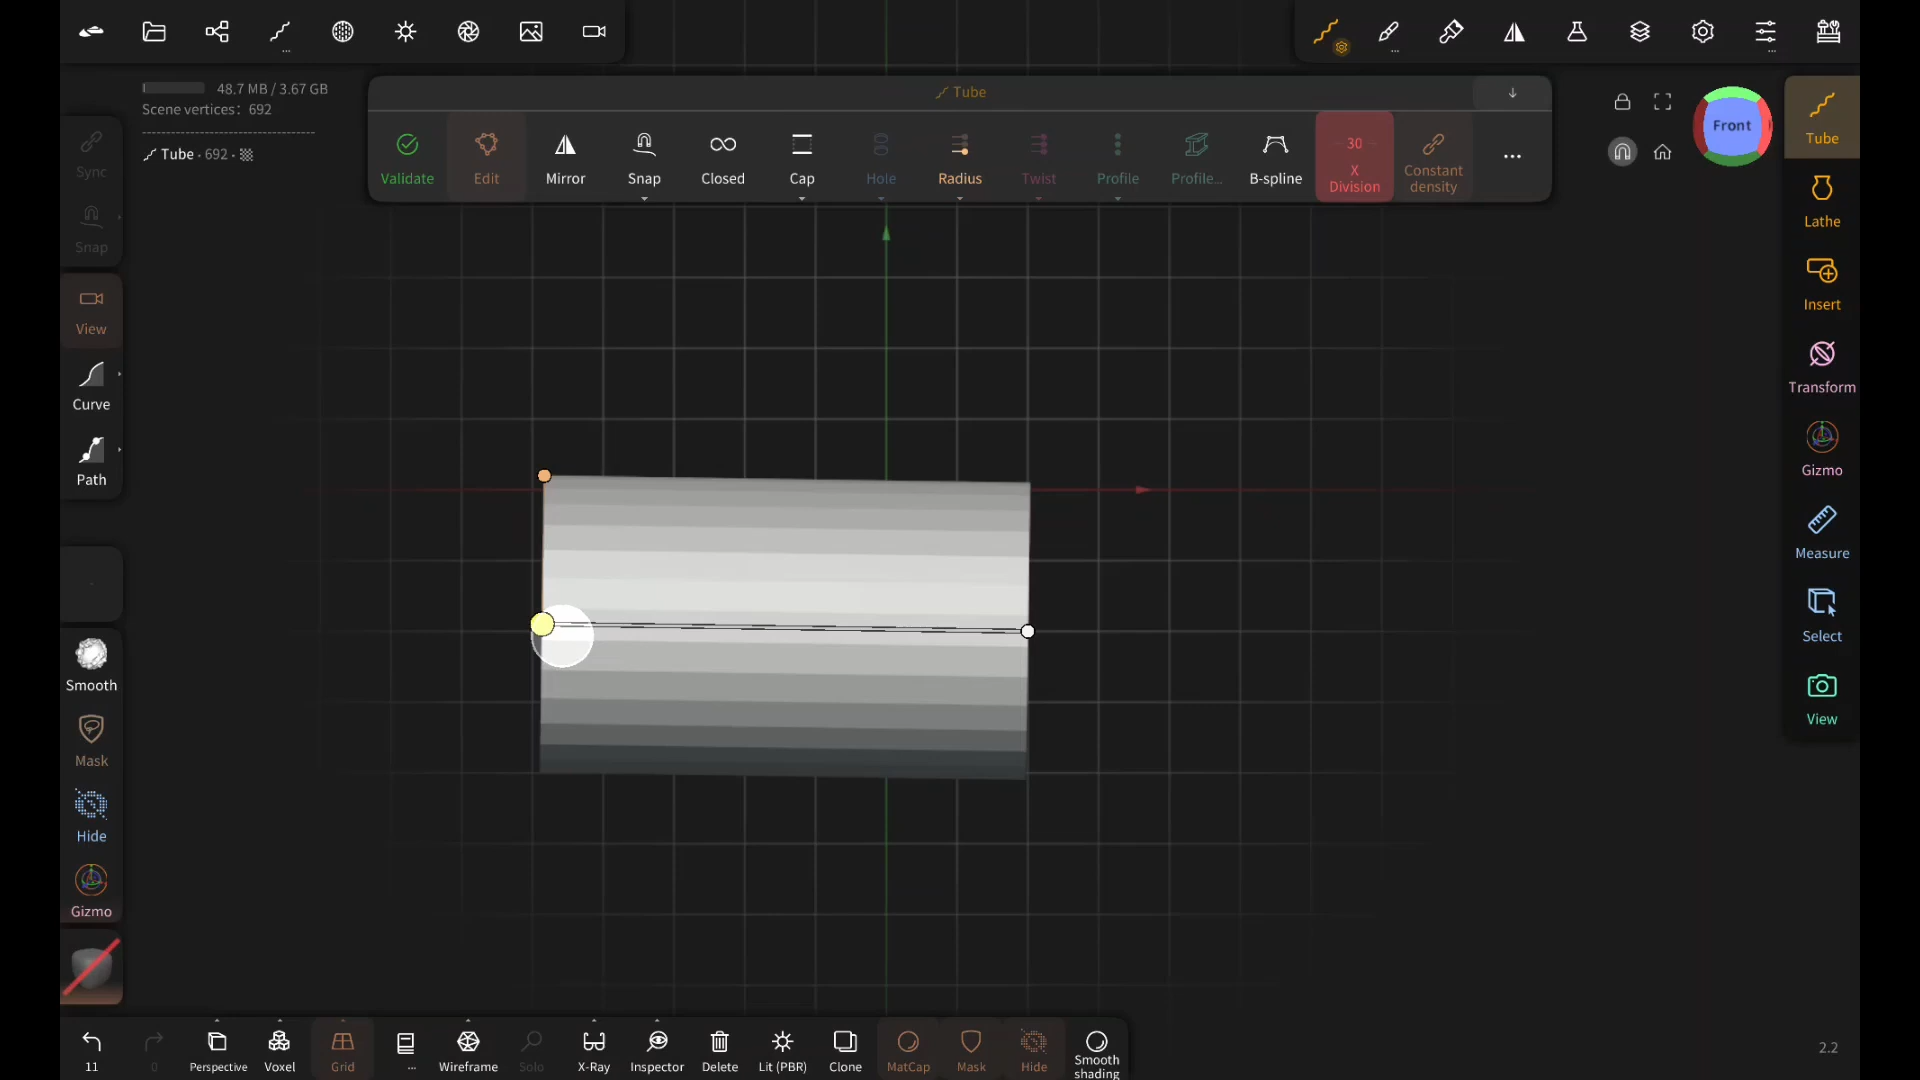 48.7 MB / 3.67 GB
Scene vertices: 692
Tube · 692 ·
Tube
Validate
Edit
Mirror
Snap
Closed
Cap
Hole
Radius
Twist
Profile
Profile...
B-spline
30
X
Division
Constant
density
...
Front
Sync
Snap
View
Curve
Path
Smooth
Mask
Hide
Gizmo
Tube
Lathe
Insert
Transform
Gizmo
Measure
Select
View
11
0
Perspective
Voxel
Grid
...
Wireframe
Solo
X-Ray
Inspector
Delete
Lit (PBR)
Clone
MatCap
Mask
Hide
Smooth
shading
2.2